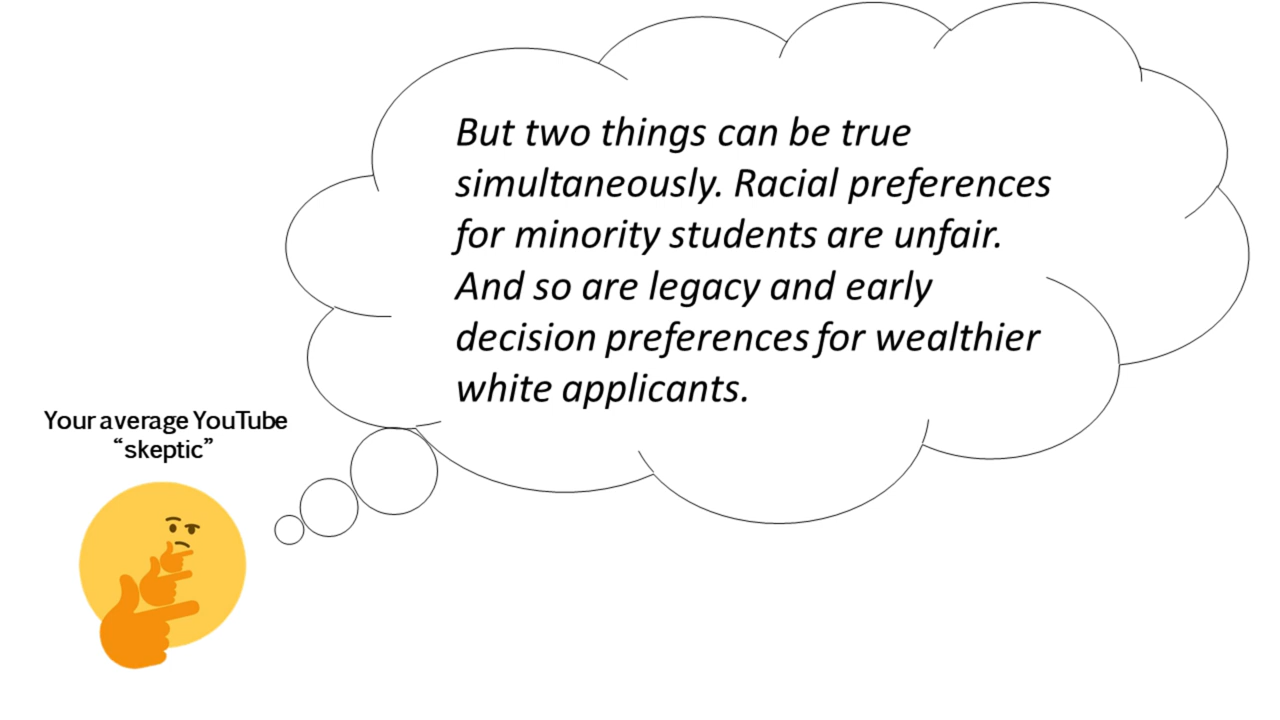 But two things can be true
simultaneously. Racial preferences
for minority students are unfair.
And so are legacy and early
decision preferences for wealthier
white applicants.
Your average YouTube
“skeptic”